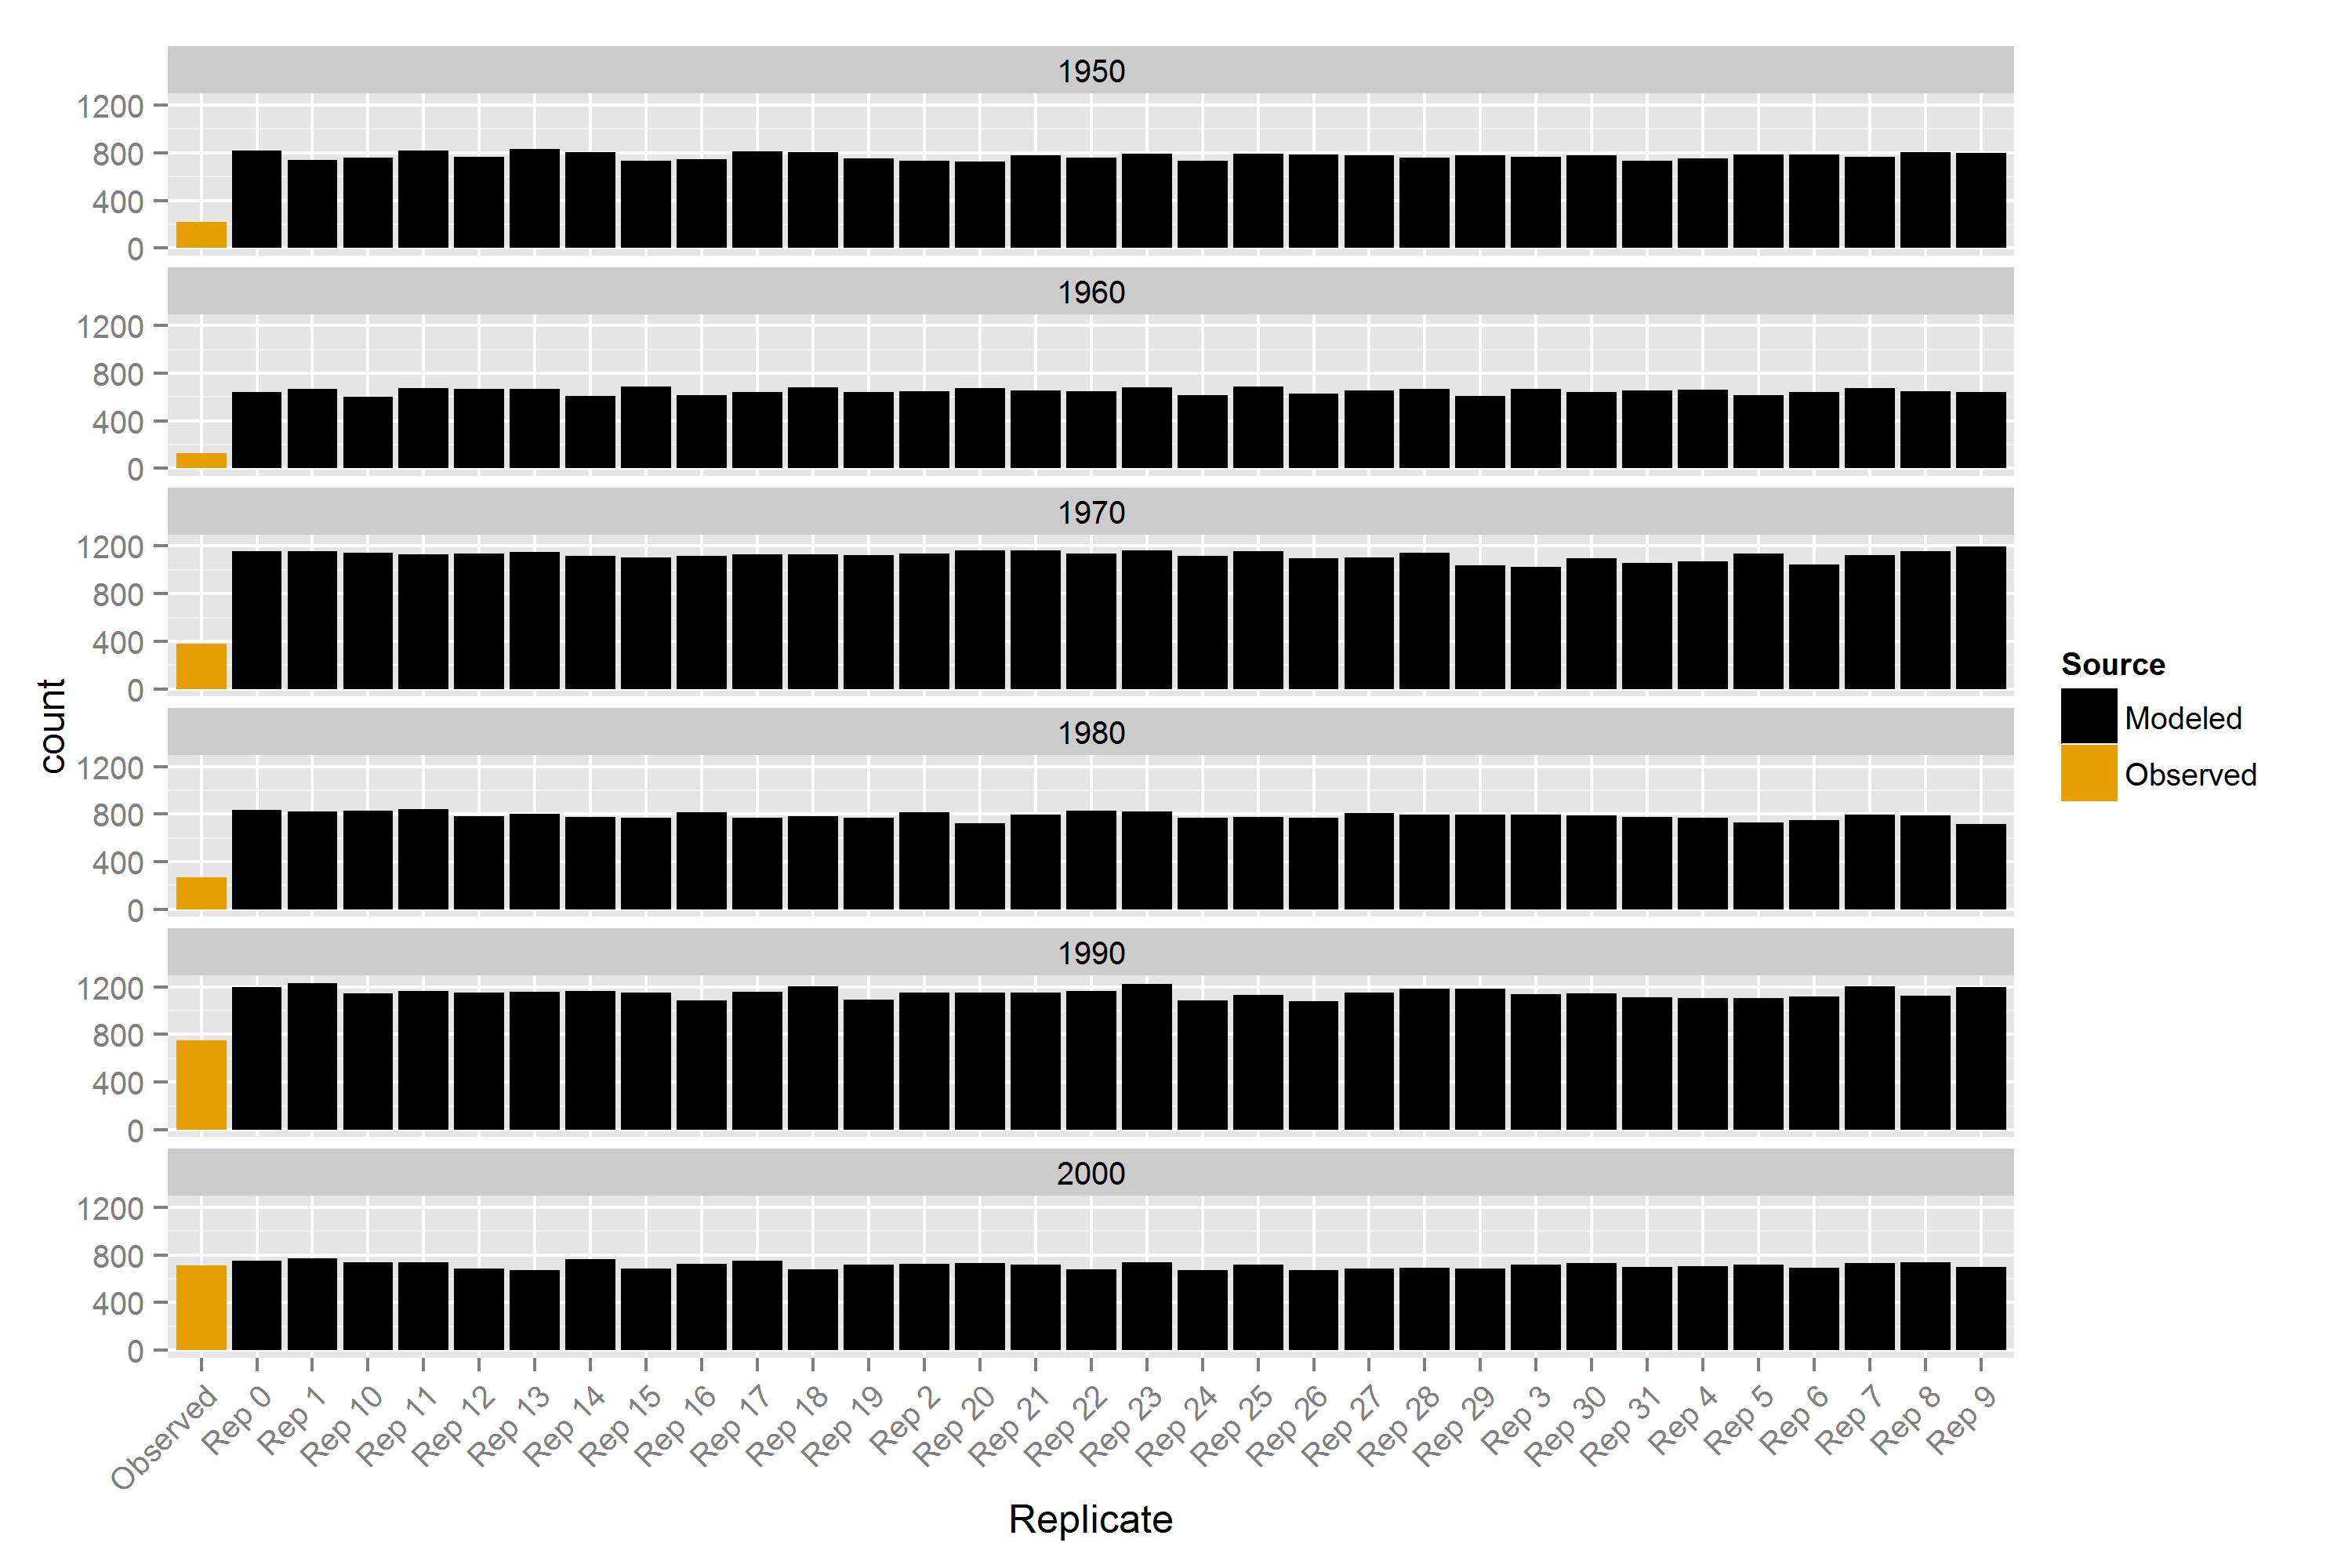 1950
1200
800
400
0
1960
1200
800
400
0
1970
1200
800
400
0
1980
1200
800
400
0
1990
1200
800
400
0
2000
1200
800
400
0
count
Observed
Rep 0
Rep 1
Rep 10
Rep 11
Rep 12
Rep 13
Rep 14
Rep 15
Rep 16
Rep 17
Rep 18
Rep 19
Rep 2
Rep 20
Rep 21
Rep 22
Rep 23
Rep 24
Rep 25
Rep 26
Rep 27
Rep 28
Rep 29
Rep 3
Rep 30
Rep 31
Rep 4
Rep 5
Rep 6
Rep 7
Rep 8
Rep 9
Replicate
Source
Modeled
Observed